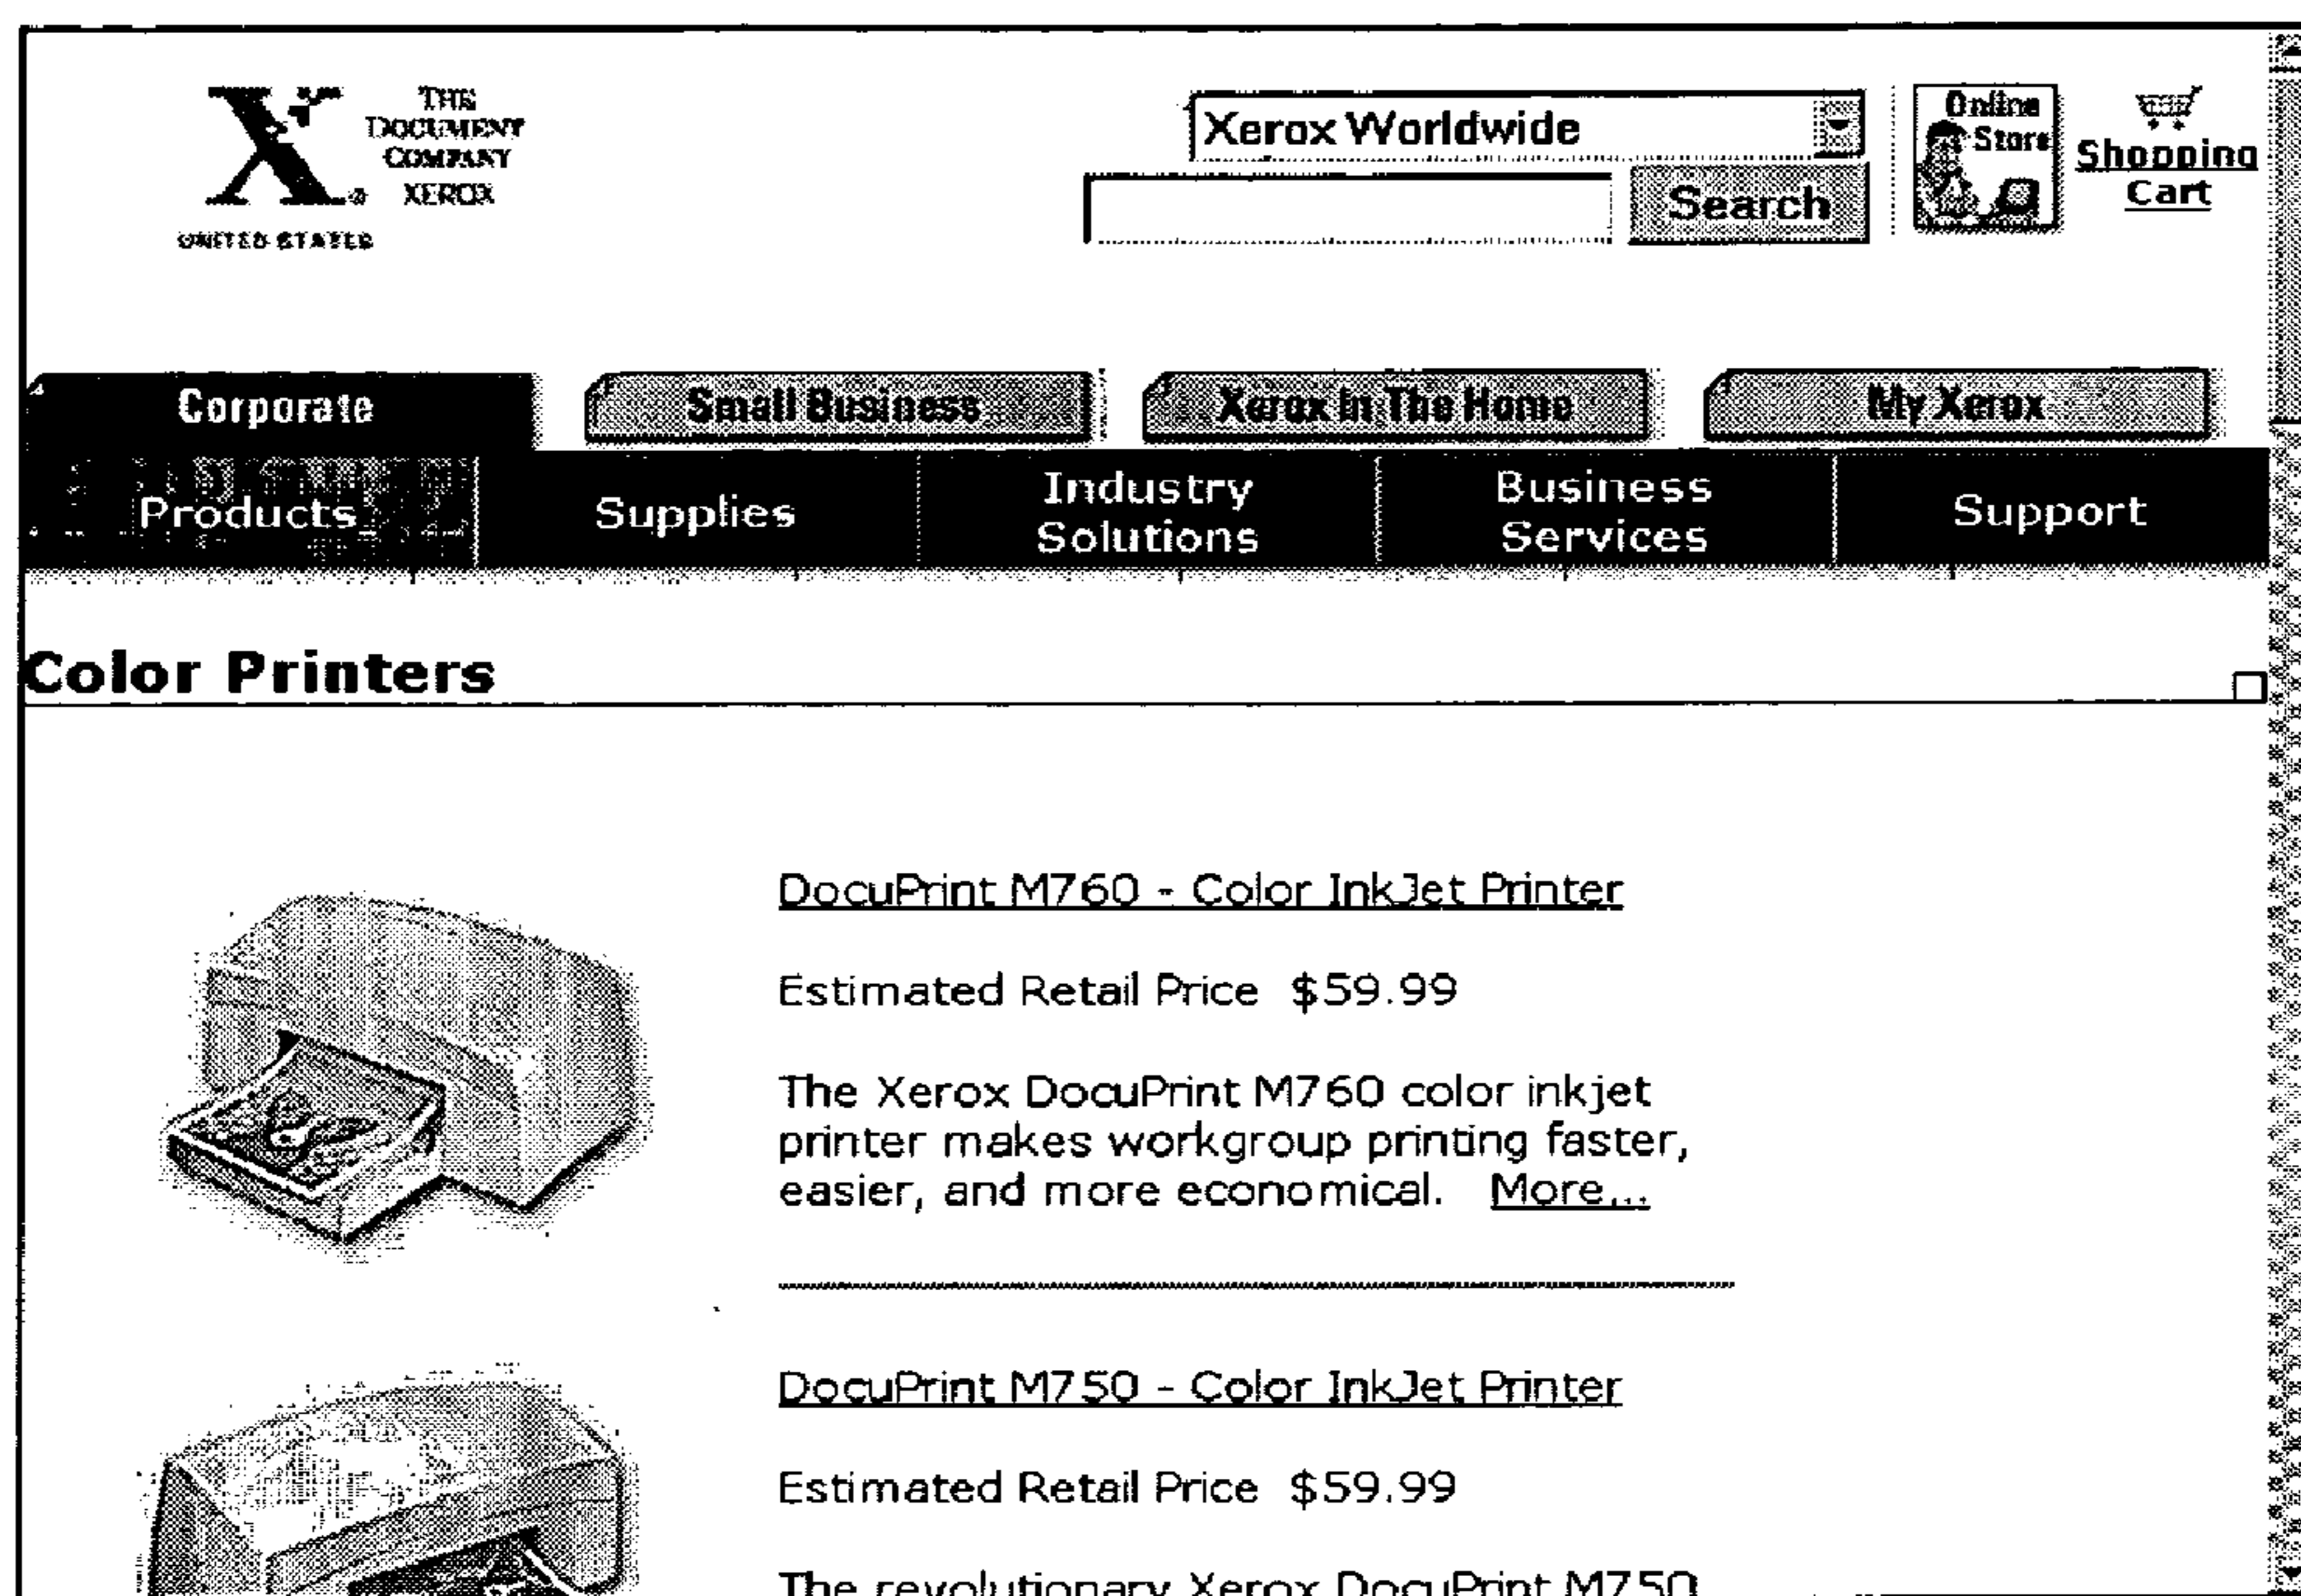 THE
DOCUMENT
COMPANY
XEROX
UNITED STATES
Xerox Worldwide
Search
Online
Store
Shopping
Cart
Corporate
Small Business
Xerox In The Home
My Xerox
Products
Supplies
Industry
Solutions
Business
Services
Support
Color Printers
DocuPrint M760 - Color InkJet Printer
Estimated Retail Price $59.99
The Xerox DocuPrint M760 color inkjet
printer makes workgroup printing faster,
easier, and more economical. More...
DocuPrint M750 - Color InkJet Printer
Estimated Retail Price $59.99
The revolutionary Xerox DocuPrint M750